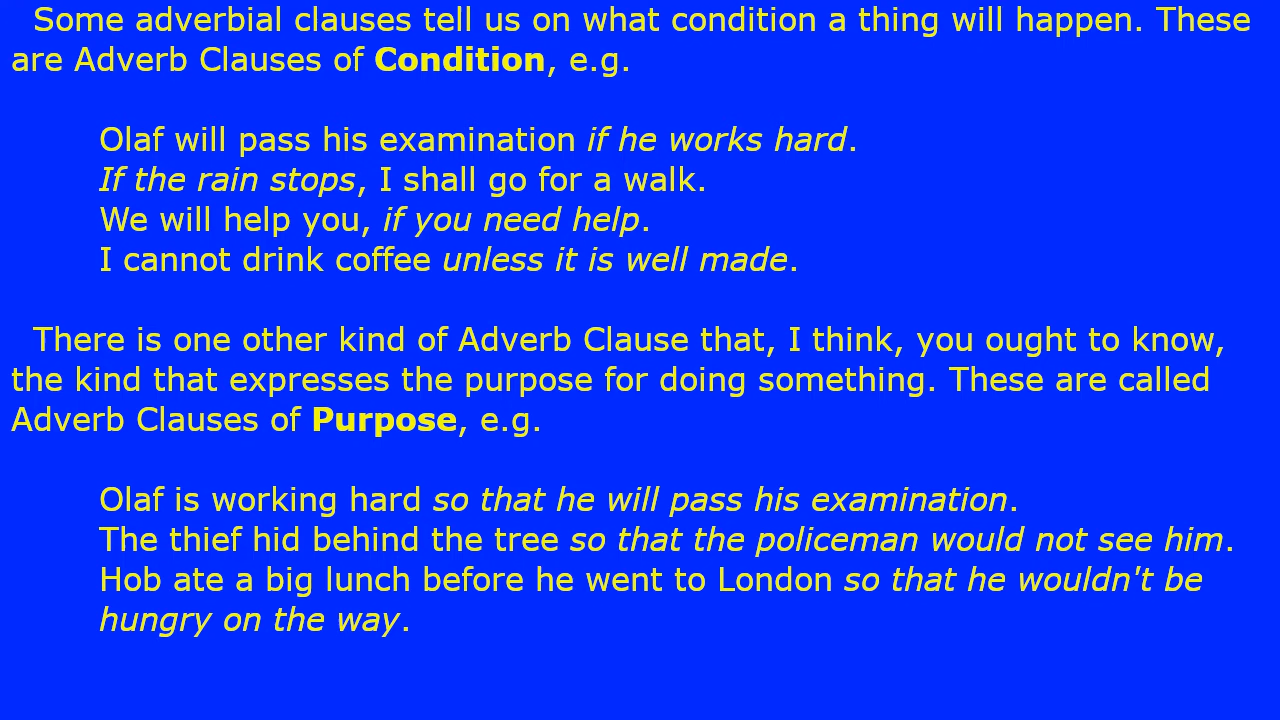 Some adverbial clauses tell us on what condition a thing will happen. These
are Adverb Clauses of Condition, e.g.
Olaf will pass his examination if he works hard.
If the rain stops, I shall go for a walk.
We will help you, if you need help.
I cannot drink coffee unless it is well made.
There is one other kind of Adverb Clause that, I think, you ought to know,
the kind that expresses the purpose for doing something. These are called
Adverb Clauses of Purpose, e.g.
Olaf is working hard so that he will pass his examination.
The thief hid behind the tree so that the policeman would not see him.
Hob ate a big lunch before he went to London so that he wouldn't be
hungry on the way.